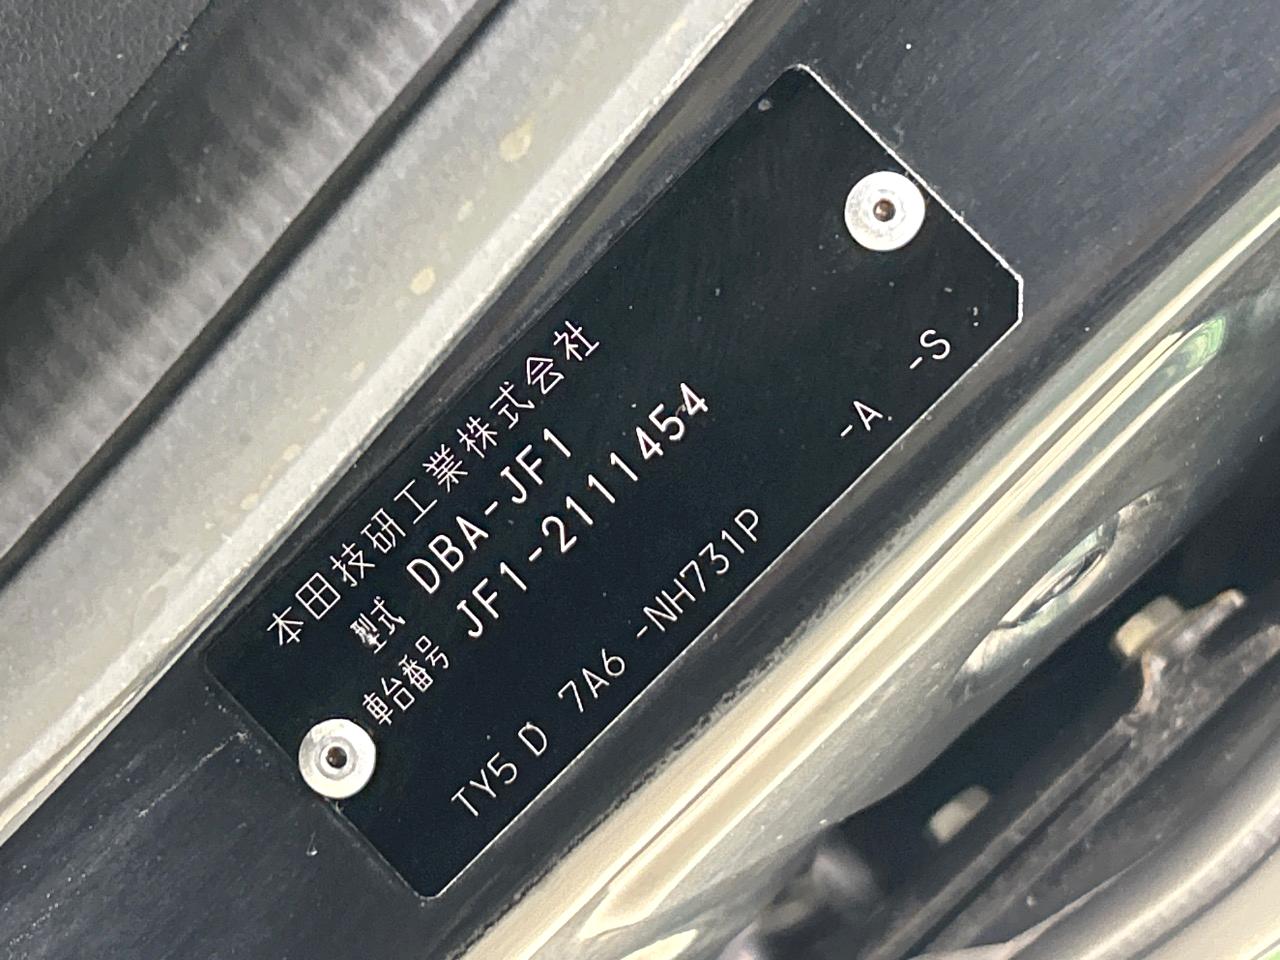 本田技研工業株式会社
型式 DBA-JF1
車台番号 JF1-2111454
TY5 D 7A6 -NH731P -A -S